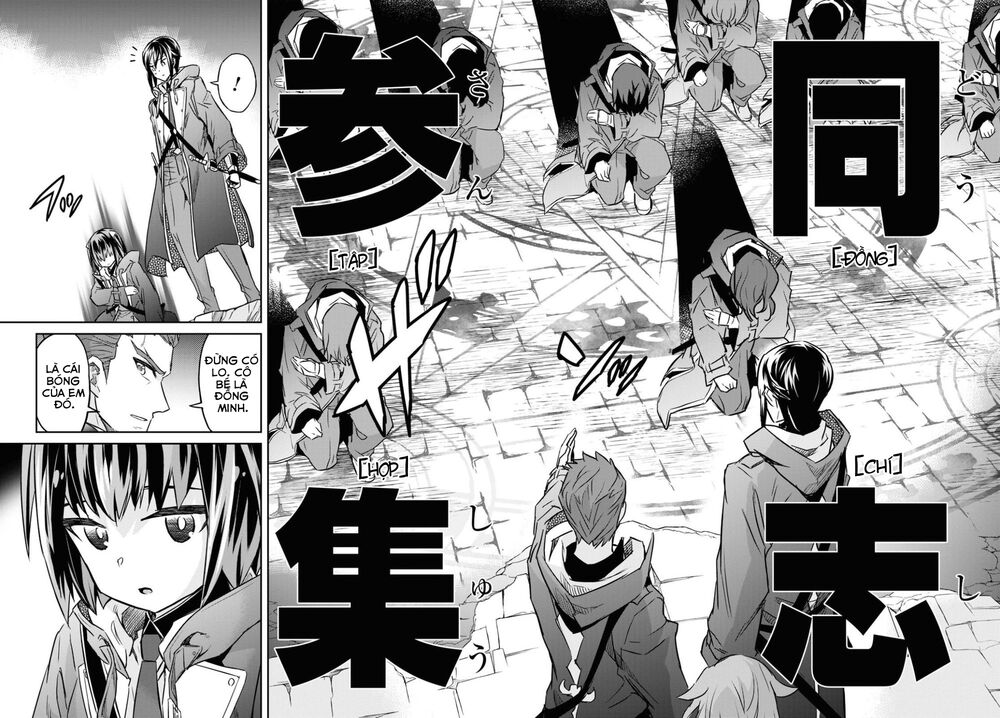 同志
どうし
[ĐỒNG]
[CHÍ]
参集
さんしゅう
[TẬP]
[HỌP]
!
ĐỪNG CÓ
LO. CÔ
BÉ LÀ
ĐỒNG
MINH.
LÀ CÁI
BÓNG
CỦA EM
ĐÓ.